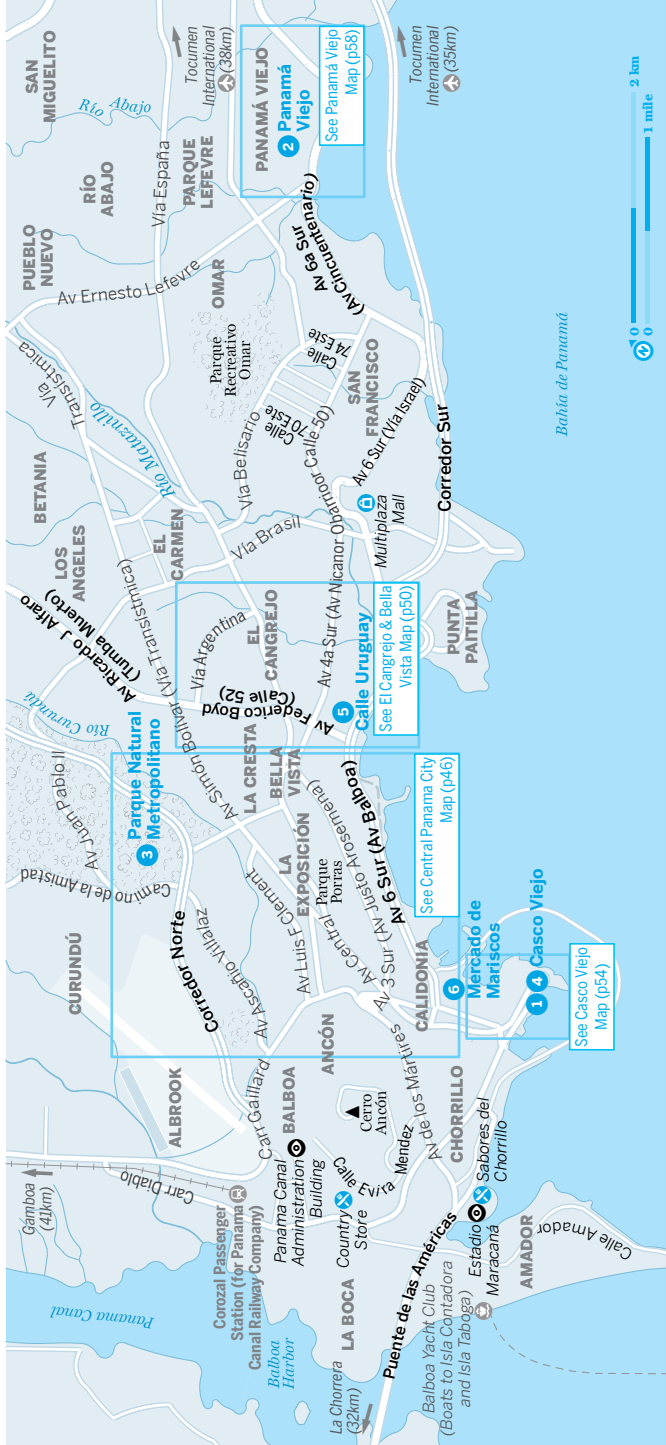 Gamboa
(41km)
Panama Canal
CURUNDÚ
Av Juan Pablo II
Río Curundú
Camino de la Amistad
3 Parque Natural
Metropolitano
Av Ricardo J Alfaro
(Tumba Muerto)
LOS
ANGELES
BETANIA
Vía
Transístmica
PUEBLO
NUEVO
RÍO
ABAJO
SAN
MIGUELITO
Río Abajo
Tocumen
International
(38km)
Carr Diablo
ALBROOK
Corredor Norte
Av Ascaño Villalaz
Av Simón Bolívar (Vía Transístmica)
EL
CARMEN
Río Mataznillo
Av Ernesto Lefevre
Vía España
PARQUE
LEFEVRE
PANAMÁ VIEJO
2 Panamá
Viejo
See Panamá Viejo
Map (p58)
Corozal Passenger
Station (for Panama
Canal Railway Company)
Carr Gaillard
LA CRESTA
BELLA
VISTA
Vía Argentina
EL
CANGREJO
Vía Brasil
Vía Belisario
Parque
Recreativo
Omar
OMAR
Balboa
Harbor
Panama Canal
Administration
Building
BALBOA
ANCÓN
Av Luis F Clement
LA
EXPOSICIÓN
Parque
Porras
Av Federico Boyd
(Calle 52)
Av 4a Sur (Av Nicanor Obarrioor Calle 50)
Calle
70 Este
Calle
74 Este
Av 6a Sur
(Av Cincuentenario)
Tocumen
International
(35km)
Country
Store
Calle Evira Mendez
Cerro
Ancón
Av Central
Av 3 Sur (Av Justo Arosemena)
Av 6 Sur (Av Balboa)
5
Calle Uruguay
See El Cangrejo & Bella
Vista Map (p50)
Multiplaza
Mall
Av 6 Sur (Vía Israel)
SAN
FRANCISCO
LA BOCA
La Chorrera
(32km)
Puente de las Américas
Av de los Mártires
CHORRILLO
CALIDONIA
See Central Panama City
Map (p46)
PUNTA
PAITILLA
Corredor Sur
Estadio
Maracaná
Sabores del
Chorrillo
6
Mercado de
Mariscos
1 4 Casco Viejo
See Casco Viejo
Map (p54)
Balboa Yacht Club
(Boats to Isla Contadora
and Isla Taboga)
AMADOR
Calle Amador
Bahía de Panamá
N
0 2 km
0 1 mile